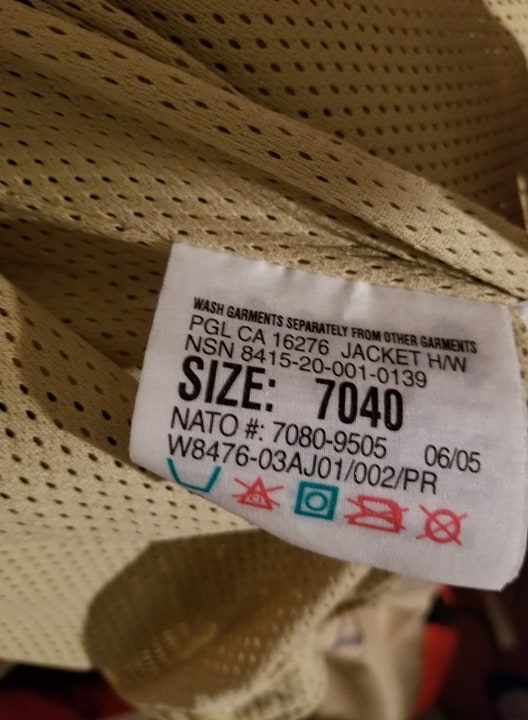 WASH GARMENTS SEPARATELY FROM OTHER GARMENTS
PGL CA 16276 JACKET H/W
NSN 8415-20-001-0139
SIZE: 7040
NATO #: 7080-9505 06/05
W8476-03AJ01/002/PR